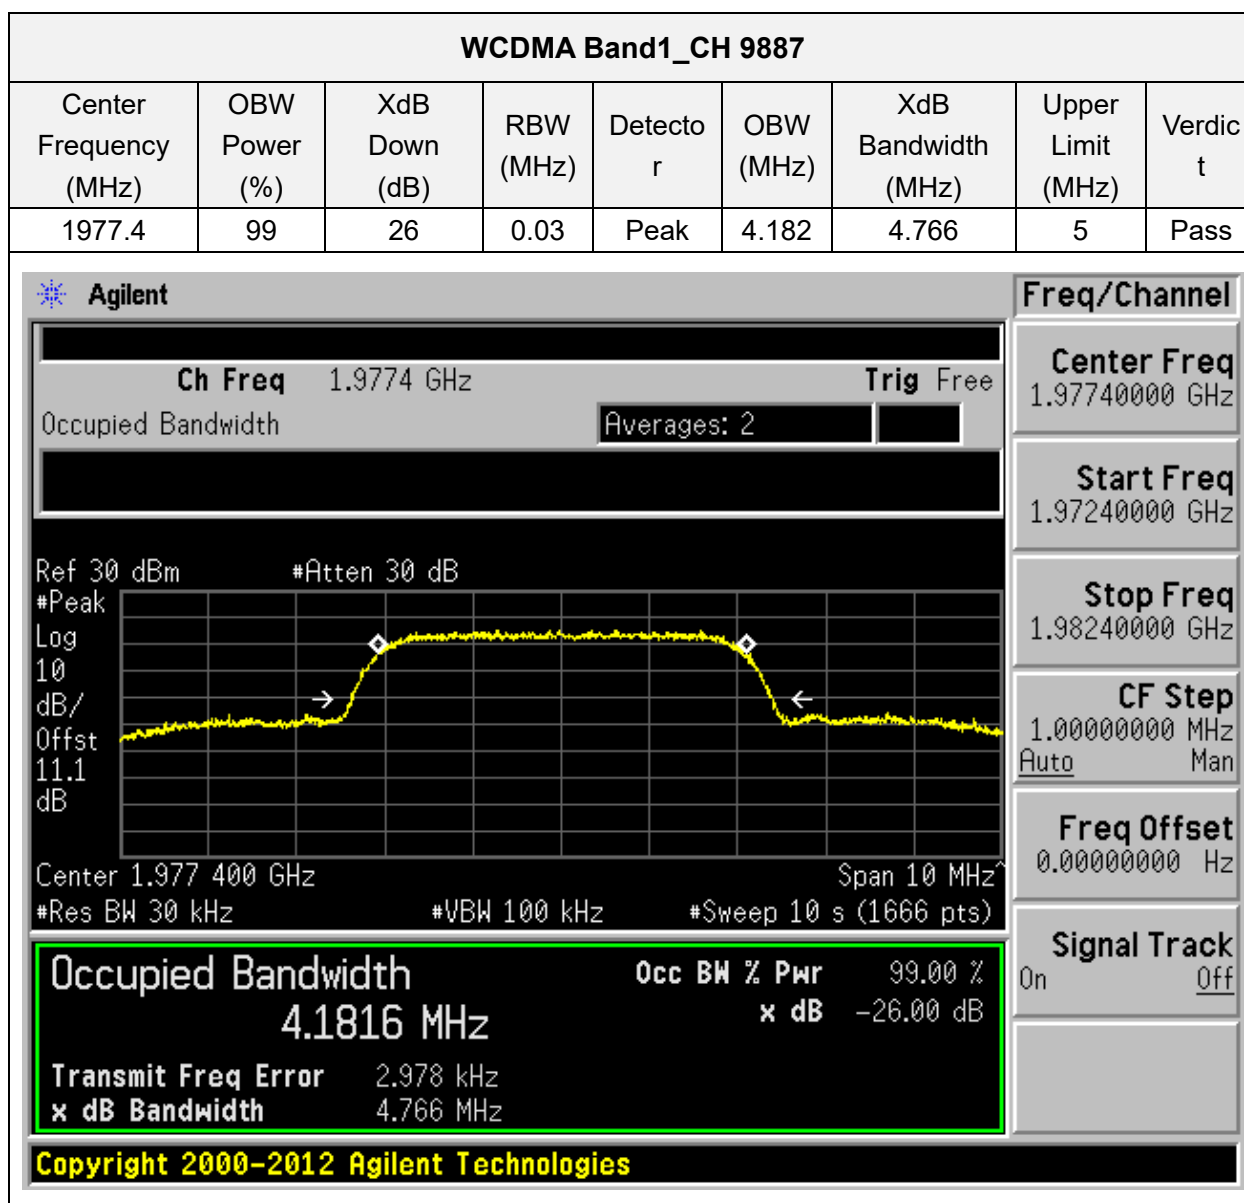 WCDMA Band1_CH 9887
Center Frequency (MHz) OBW Power (%) XdB Down (dB) RBW (MHz) Detector OBW (MHz) XdB Bandwidth (MHz) Upper Limit (MHz) Verdict
1977.4 99 26 0.03 Peak 4.182 4.766 5 Pass
Agilent
Freq/Channel
Ch Freq 1.9774 GHz Trig Free
Occupied Bandwidth Averages: 2
Center Freq
1.97740000 GHz
Start Freq
1.97240000 GHz
Stop Freq
1.98240000 GHz
CF Step
1.00000000 MHz
Auto Man
Freq Offset
0.00000000 Hz
Signal Track
On Off
Ref 30 dBm #Atten 30 dB
#Peak
Log
10
dB/
Offst
11.1
dB
Center 1.977 400 GHz Span 10 MHz^
#Res BW 30 kHz #VBW 100 kHz #Sweep 10 s (1666 pts)
Occupied Bandwidth Occ BW % Pwr 99.00 %
4.1816 MHz x dB -26.00 dB
Transmit Freq Error 2.978 kHz
x dB Bandwidth 4.766 MHz
Copyright 2000-2012 Agilent Technologies